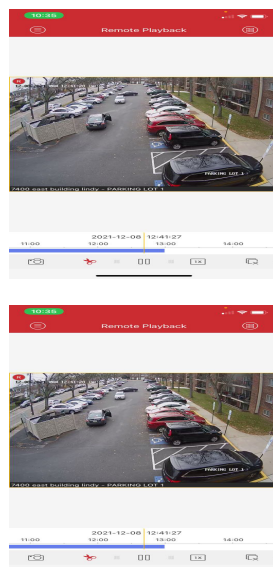 10:35
Remote Playback
R
7400 east building lindy - PARKING LOT 1
PARKING LOT 1
2021-12-06 12:41:27
11:00 12:00 13:00 14:00
1X
10:35
Remote Playback
R
7400 east building lindy - PARKING LOT 1
PARKING LOT 1
2021-12-06 12:41:27
11:00 12:00 13:00 14:00
1X